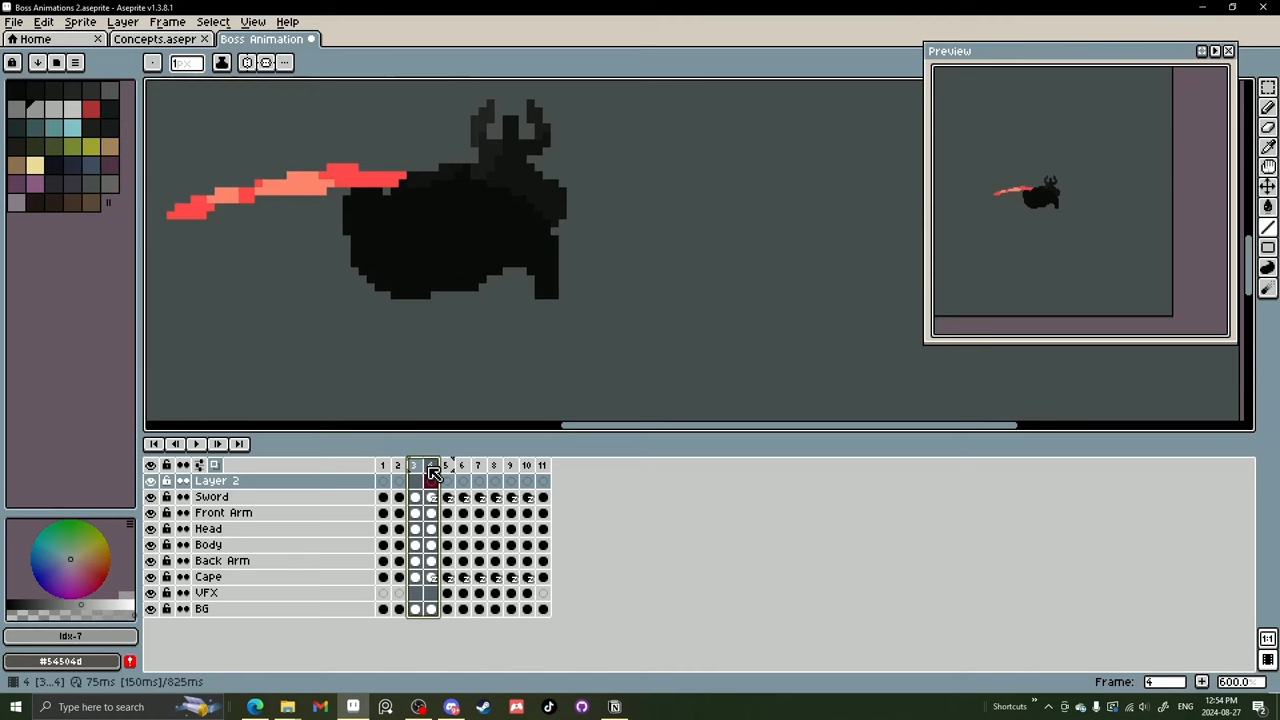 Boss Animations 2.aseprite - Aseprite v1.3.8.1
File Edit Sprite Layer Frame Select View Help
Home Concepts.asepr Boss Animation
1px
Preview
1 2 3 4 5 6 7 8 9 10 11
Layer 2
Sword
Front Arm
Head
Body
Back Arm
Cape
VFX
BG
Idx-7
#54504d
1:1
4 [3...4] 75ms [150ms]/825ms
Frame: 4 600.0
Type here to search
Shortcuts
12:54 PM
2024-08-27